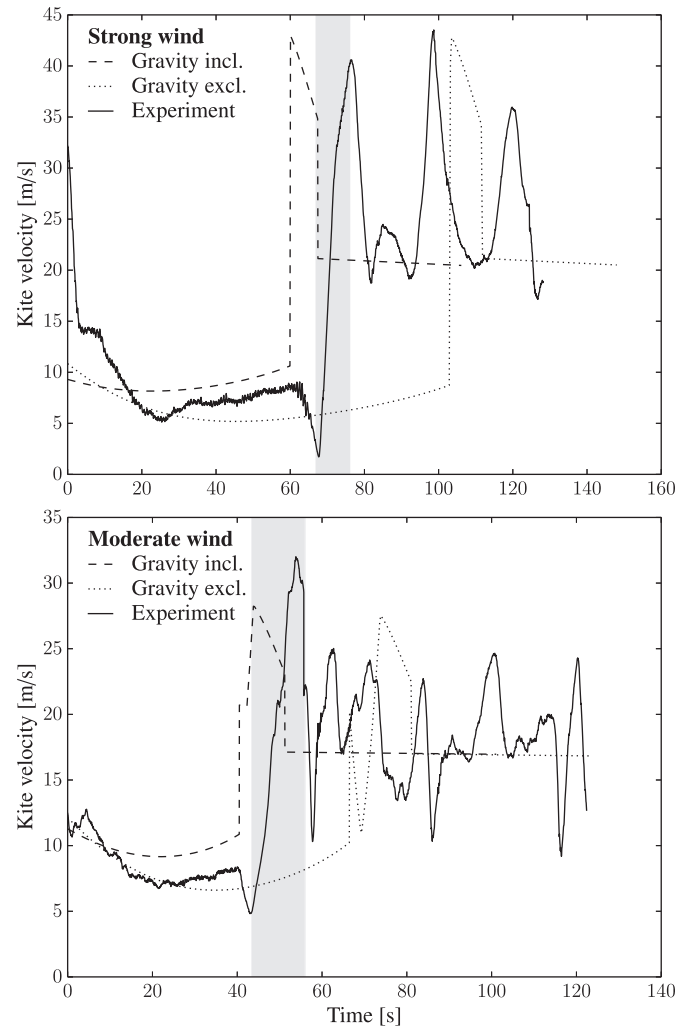 45
40
35
30
25
20
15
10
5
0
Kite velocity [m/s]
Strong wind
Gravity incl.
Gravity excl.
Experiment
0 20 40 60 80 100 120 140 160
35
30
25
20
15
10
5
0
Kite velocity [m/s]
Moderate wind
Gravity incl.
Gravity excl.
Experiment
0 20 40 60 80 100 120 140
Time [s]